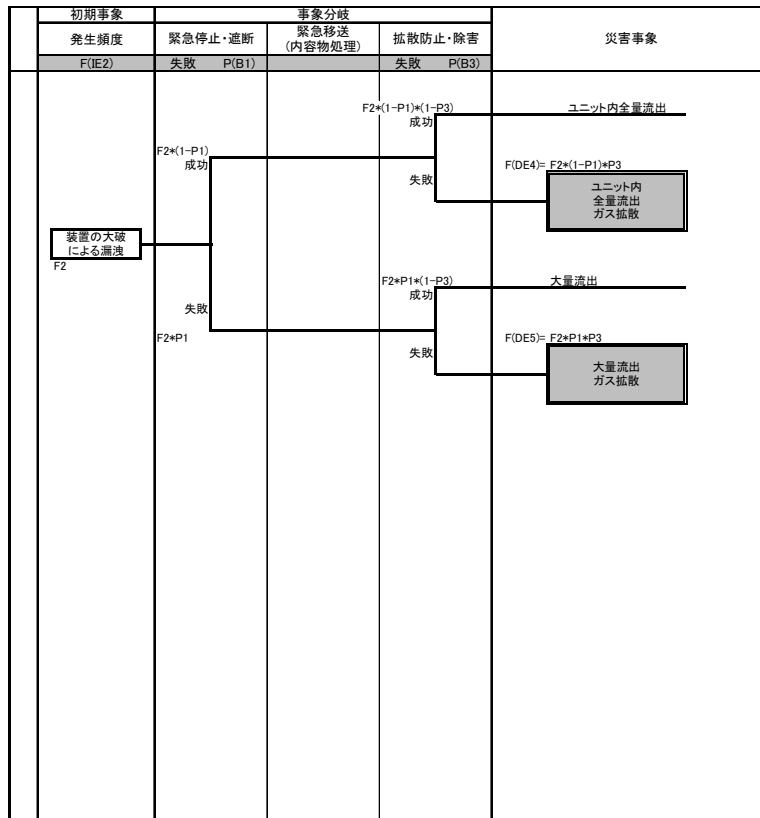 初期事象
事象分岐
発生頻度
緊急停止・遮断
緊急移送
(内容物処理)
拡散防止・除害
災害事象
F(IE2)
失敗 P(B1)
失敗 P(B3)
F2*(1-P1)*(1-P3)
成功
ユニット内全量流出
F2*(1-P1)
成功
失敗
F(DE4)= F2*(1-P1)*P3
ユニット内
全量流出
ガス拡散
装置の大破
による漏洩
F2
F2*P1*(1-P3)
成功
大量流出
失敗
F2*P1
失敗
F(DE5)= F2*P1*P3
大量流出
ガス拡散